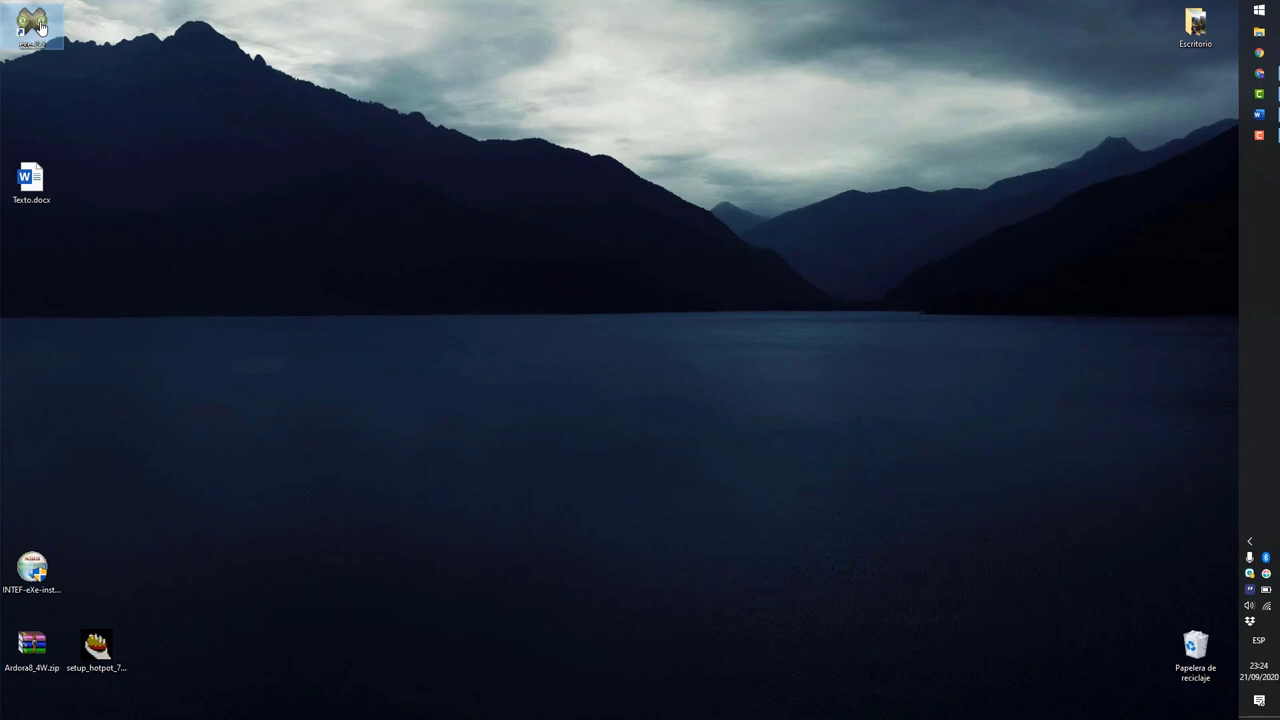 Escritorio
Texto.docx
INTEF-eXe-inst...
Ardora8_4W.zip
setup_hotpot_7...
Papelera de
reciclaje
ESP
23:24
21/09/2020